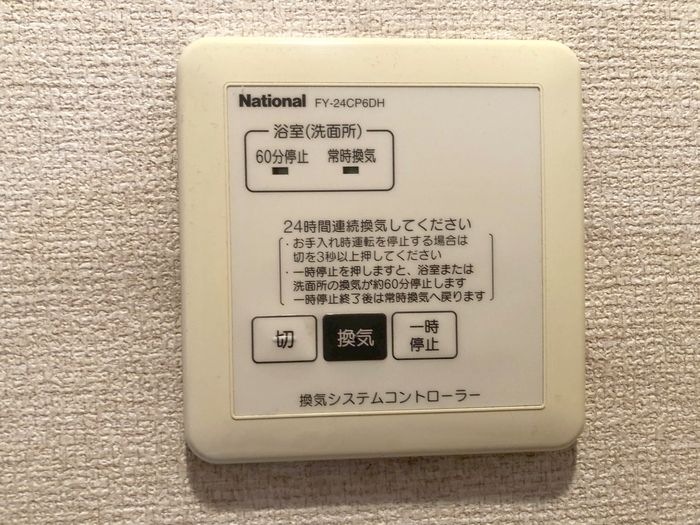 National FY-24CP6DH
浴室(洗面所)
60分停止 常時換気
24時間連続換気してください
・お手入れ時運転を停止する場合は
切を3秒以上押してください
・一時停止を押しますと、浴室または
洗面所の換気が約60分停止します
一時停止終了後は常時換気へ戻ります
切 換気 一時
停止
換気システムコントローラー